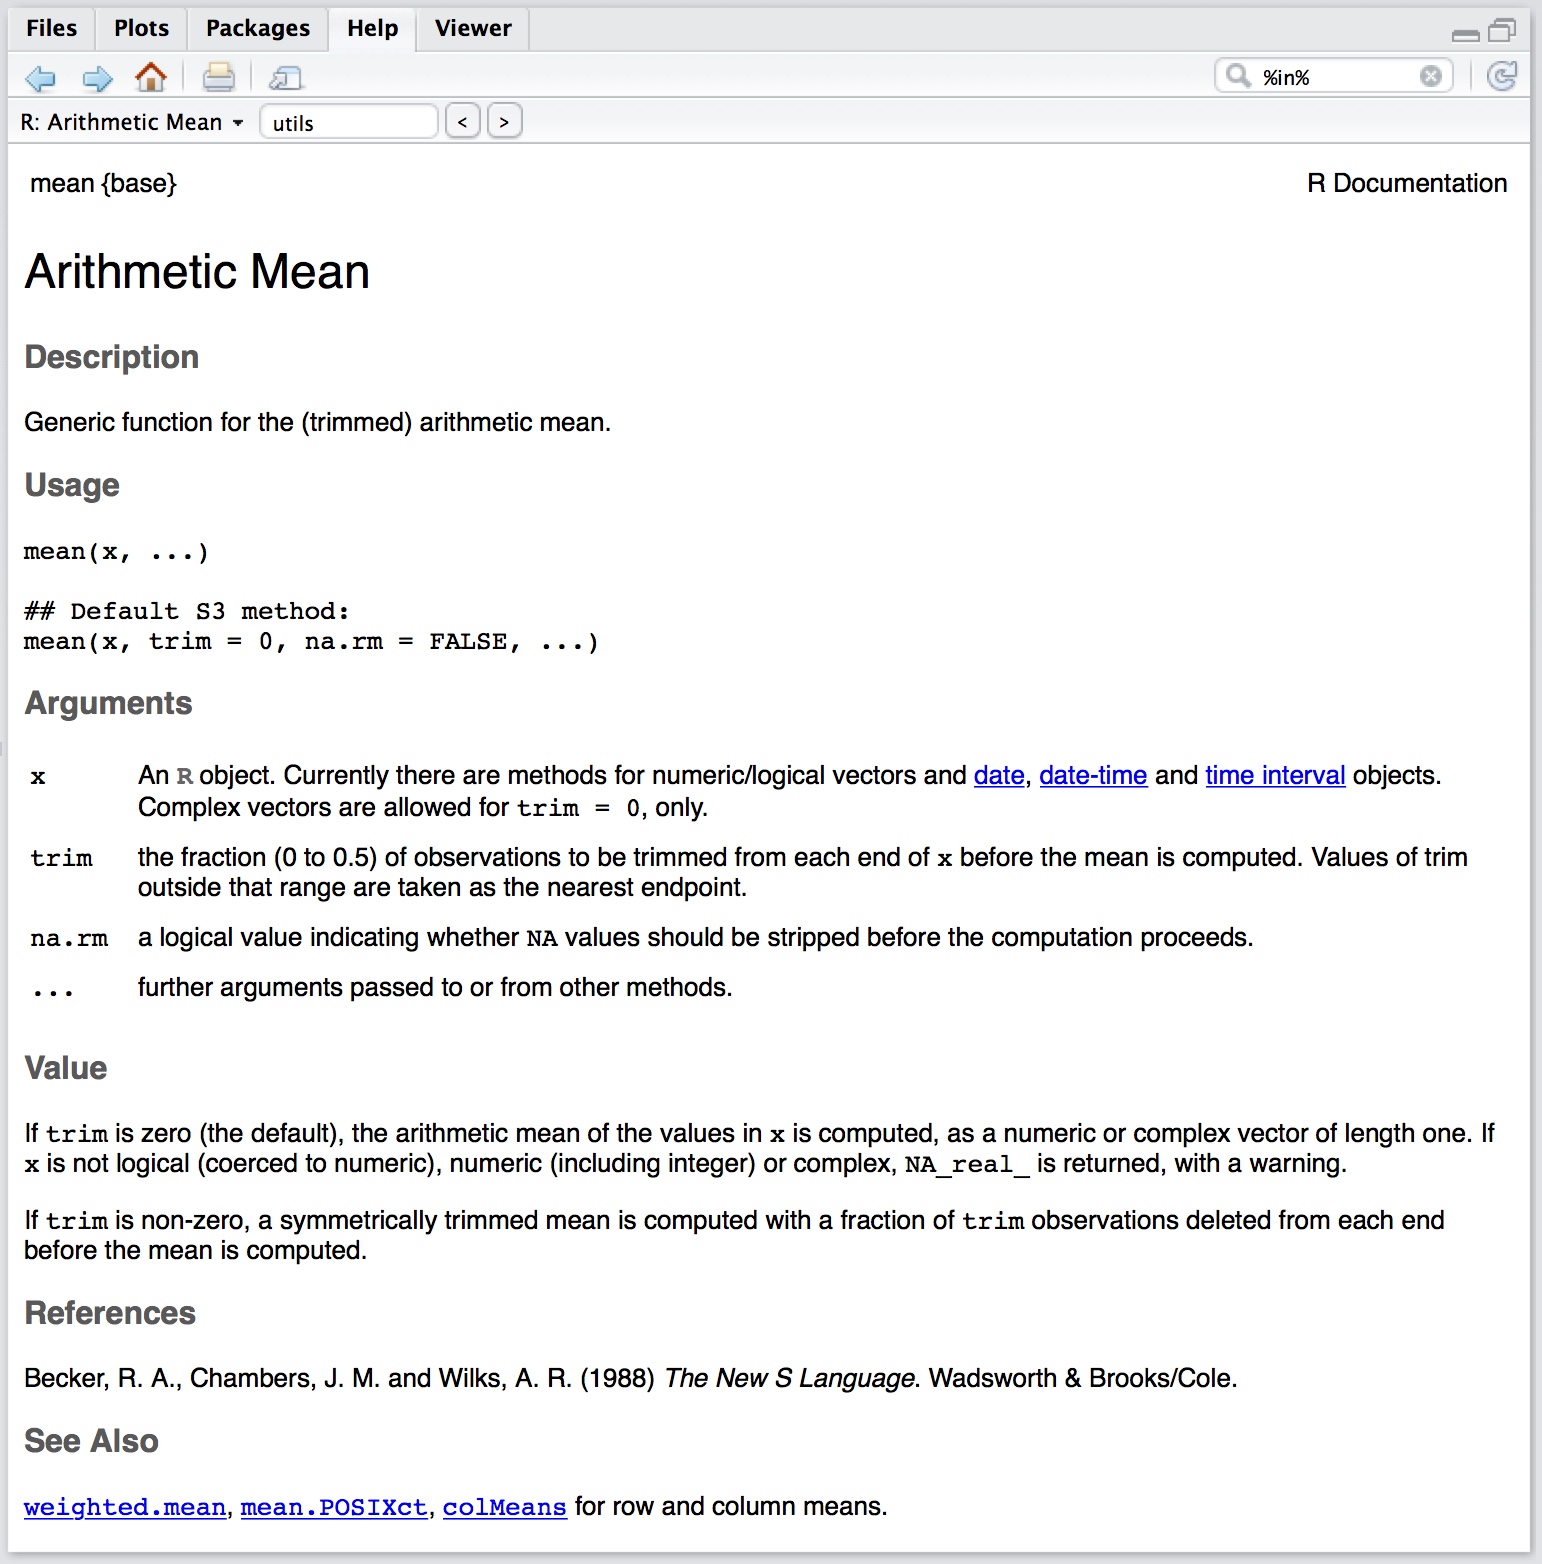 Files Plots Packages Help Viewer
%in%
R: Arithmetic Mean utils < >
mean {base} R Documentation
Arithmetic Mean
Description
Generic function for the (trimmed) arithmetic mean.
Usage
mean(x, ...)
## Default S3 method:
mean(x, trim = 0, na.rm = FALSE, ...)
Arguments
x An R object. Currently there are methods for numeric/logical vectors and date, date-time and time interval objects.
Complex vectors are allowed for trim = 0, only.
trim the fraction (0 to 0.5) of observations to be trimmed from each end of x before the mean is computed. Values of trim
outside that range are taken as the nearest endpoint.
na.rm a logical value indicating whether NA values should be stripped before the computation proceeds.
... further arguments passed to or from other methods.
Value
If trim is zero (the default), the arithmetic mean of the values in x is computed, as a numeric or complex vector of length one. If
x is not logical (coerced to numeric), numeric (including integer) or complex, NA_real_ is returned, with a warning.
If trim is non-zero, a symmetrically trimmed mean is computed with a fraction of trim observations deleted from each end
before the mean is computed.
References
Becker, R. A., Chambers, J. M. and Wilks, A. R. (1988) The New S Language. Wadsworth & Brooks/Cole.
See Also
weighted.mean, mean.POSIXct, colMeans for row and column means.